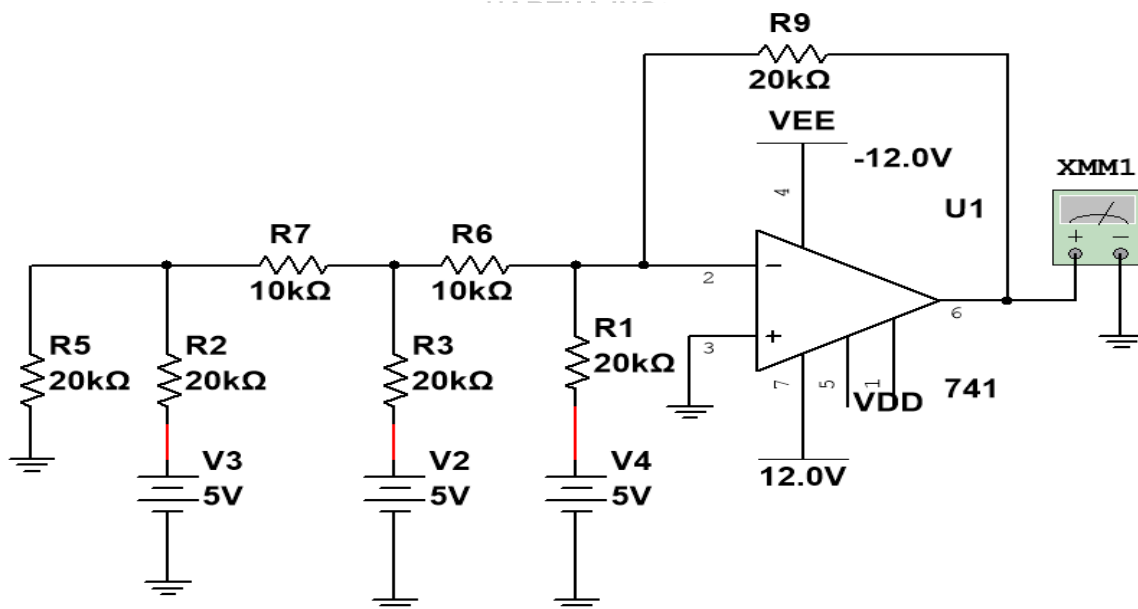 R9
20kΩ
VEE
-12.0V
XMM1
4
U1
R7
R6
10kΩ
10kΩ
2
6
3
R5
20kΩ
R2
20kΩ
R3
20kΩ
R1
20kΩ
7
5
1
VDD
741
12.0V
V3
5V
V2
5V
V4
5V